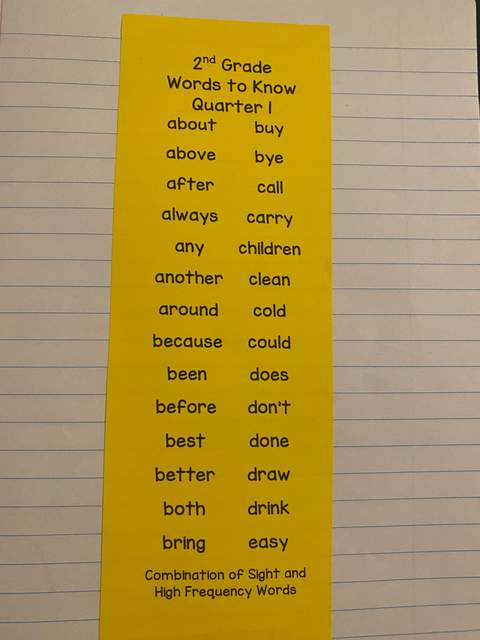 2nd Grade
Words to Know
Quarter 1
about buy
above bye
after call
always carry
any children
another clean
around cold
because could
been does
before don't
best done
better draw
both drink
bring easy
Combination of Sight and
High Frequency Words